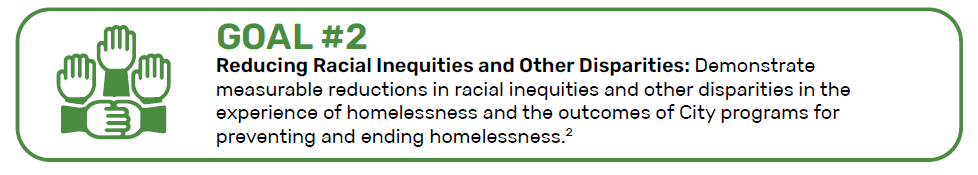 GOAL #2
Reducing Racial Inequities and Other Disparities: Demonstrate
measurable reductions in racial inequities and other disparities in the
experience of homelessness and the outcomes of City programs for
preventing and ending homelessness.²